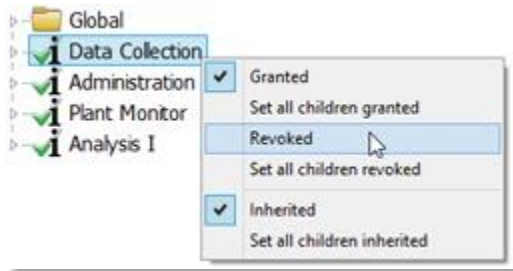 Global
Data Collection
Administration
Plant Monitor
Analysis I
Granted
Set all children granted
Revoked
Set all children revoked
Inherited
Set all children inherited